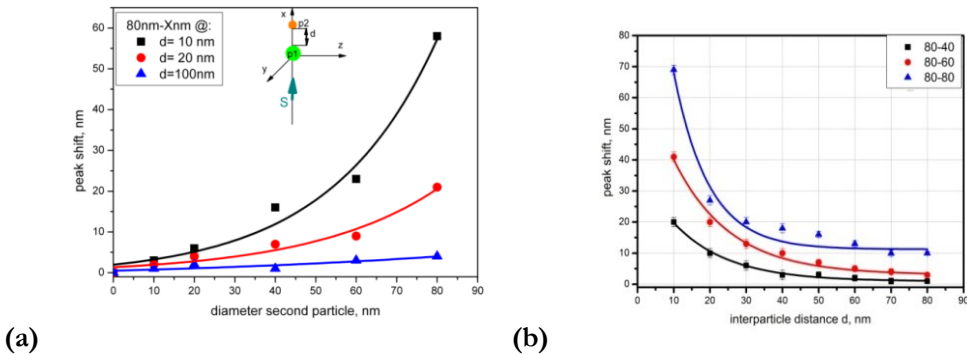 80nm-Xnm @:
d= 10 nm
d= 20 nm
d=100nm
x
p2
d
p1
z
y
S
peak shift, nm
60
50
40
30
20
10
0
0 10 20 30 40 50 60 70 80 90
diameter second particle, nm
(a)
80-40
80-60
80-80
peak shift, nm
80
70
60
50
40
30
20
10
0
0 10 20 30 40 50 60 70 80 90
interparticle distance d, nm
(b)